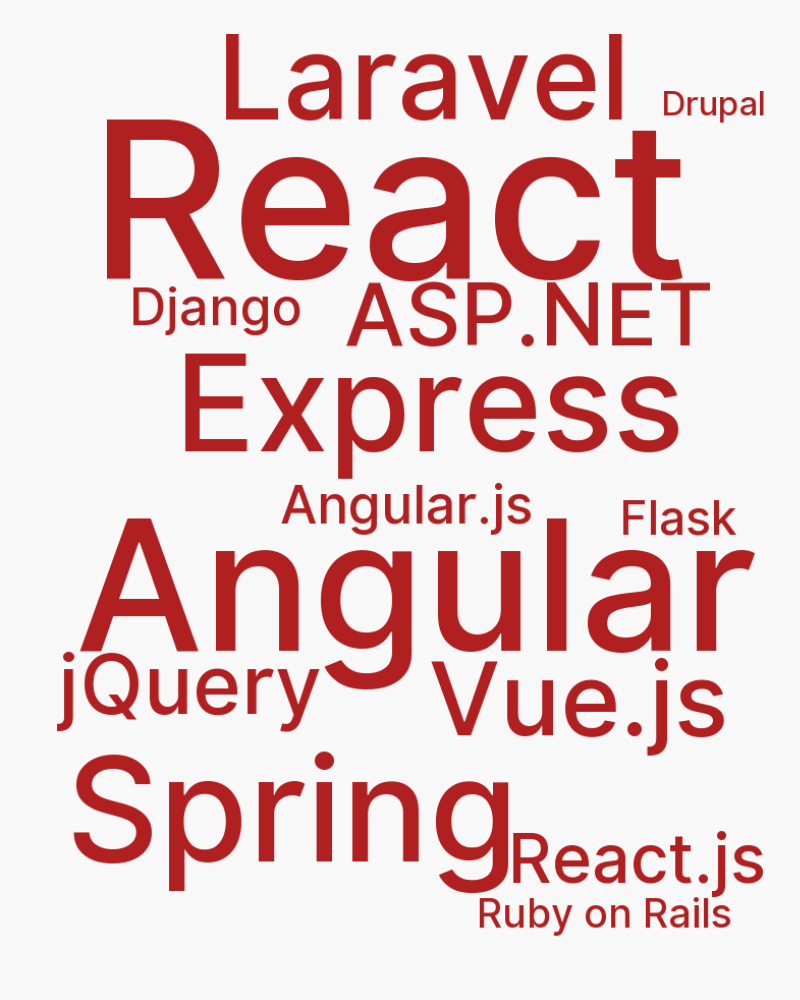 Laravel
Drupal
React
Django
ASP.NET
Express
Angular.js
Flask
Angular
jQuery
Vue.js
Spring
React.js
Ruby on Rails